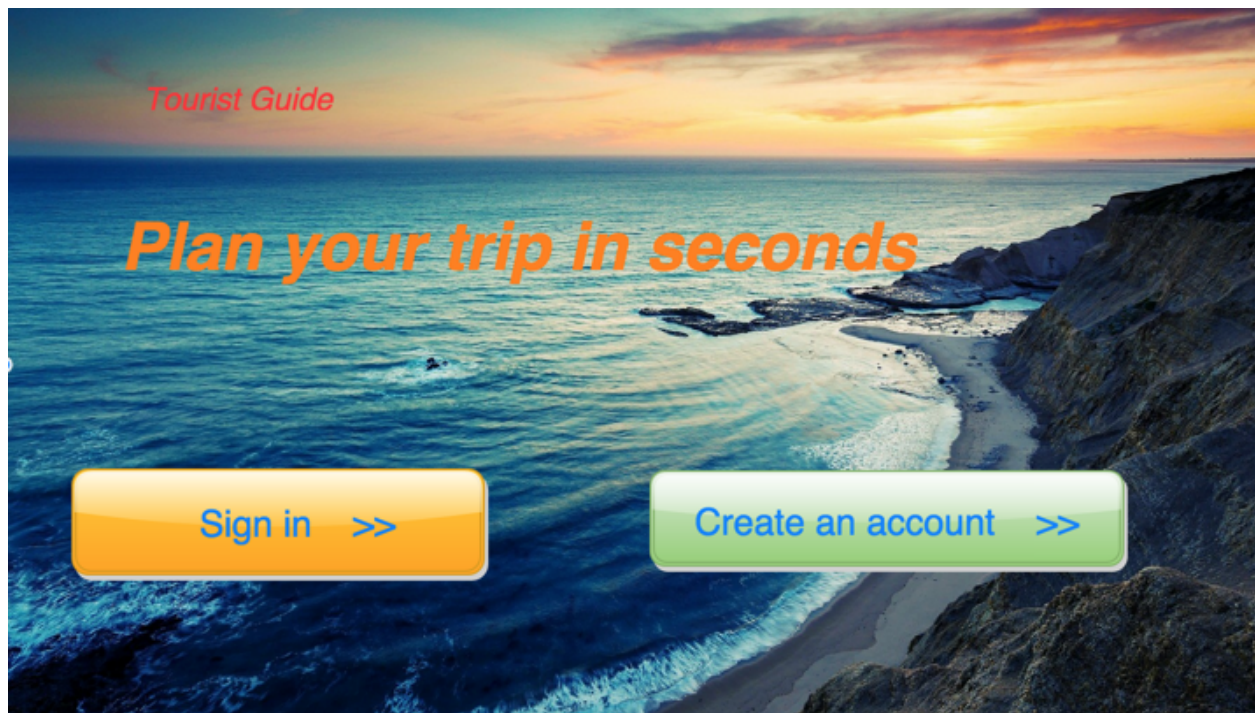 Tourist Guide
Plan your trip in seconds
Sign in >>
Create an account >>